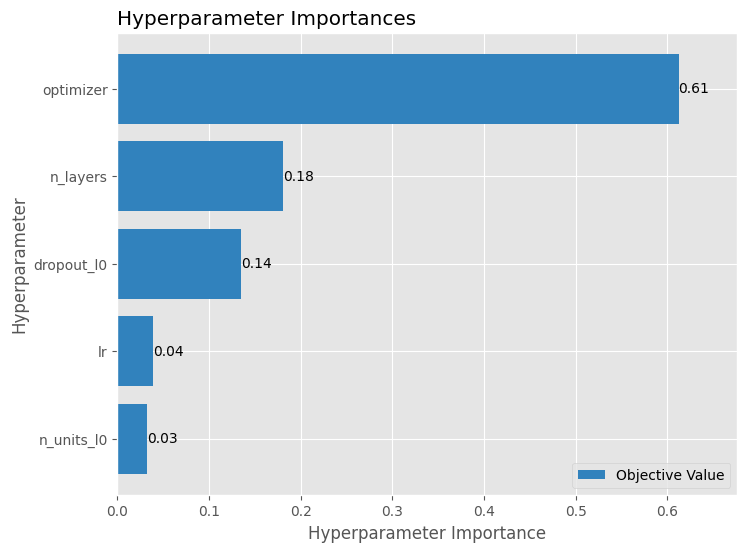 Hyperparameter Importances
Hyperparameter
optimizer
0.61
n_layers
0.18
dropout_l0
0.14
lr
0.04
n_units_l0
0.03
Objective Value
0.0 0.1 0.2 0.3 0.4 0.5 0.6
Hyperparameter Importance